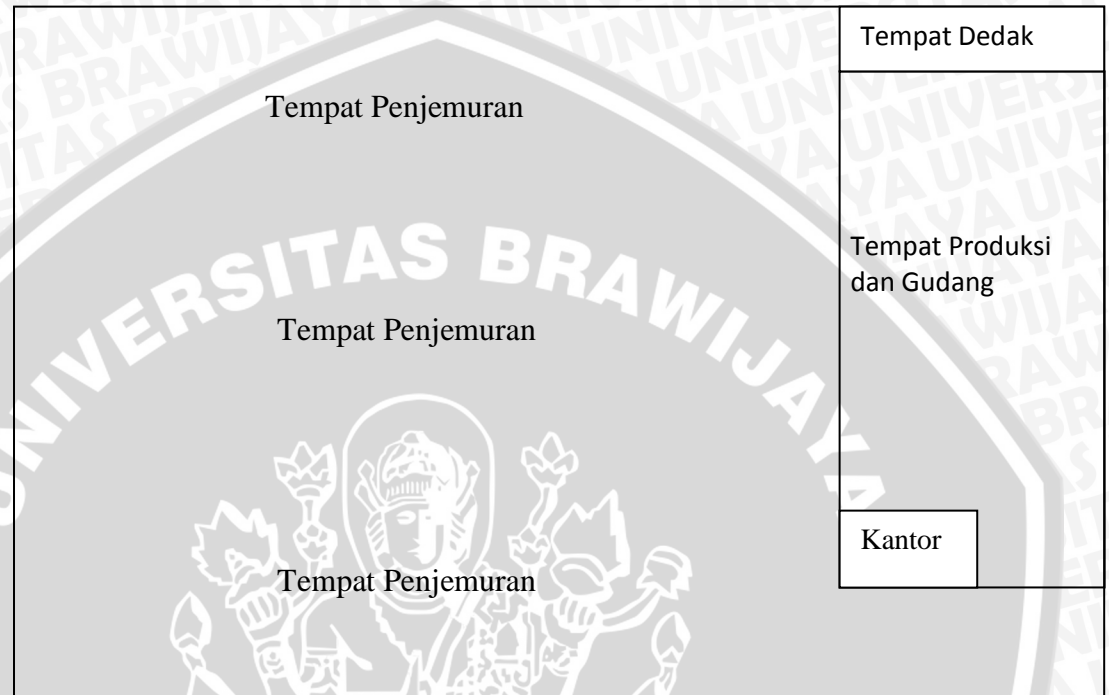 Tempat Dedak
Tempat Penjemuran
Tempat Produksi
dan Gudang
Tempat Penjemuran
Kantor
Tempat Penjemuran
UNIVERSITAS BRAWIJAYA